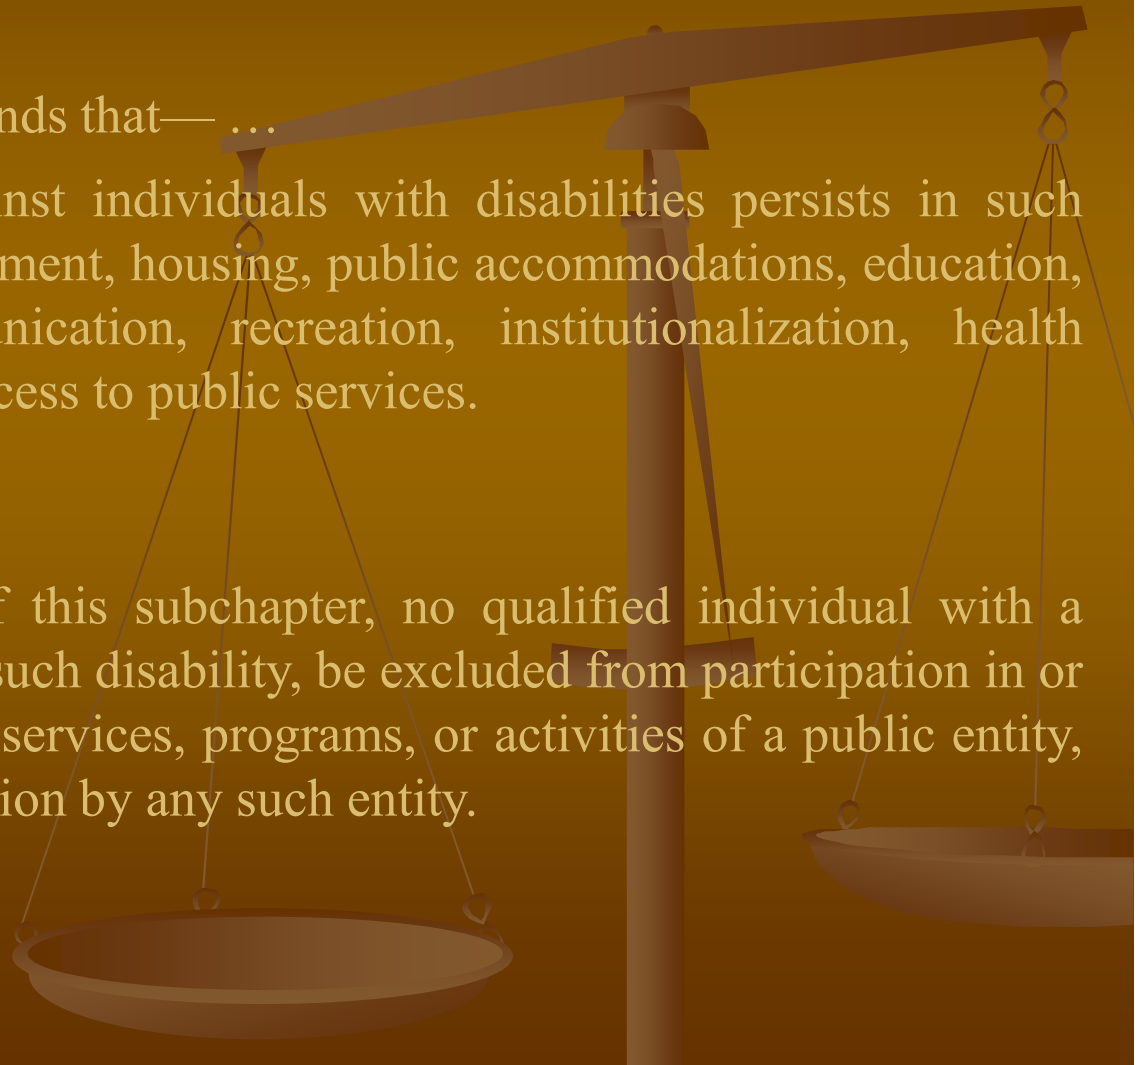 nds that— …
inst individuals with disabilities persists in such
ment, housing, public accommodations, education,
nication, recreation, institutionalization, health
cess to public services.
f this subchapter, no qualified individual with a
such disability, be excluded from participation in or
services, programs, or activities of a public entity,
ion by any such entity.